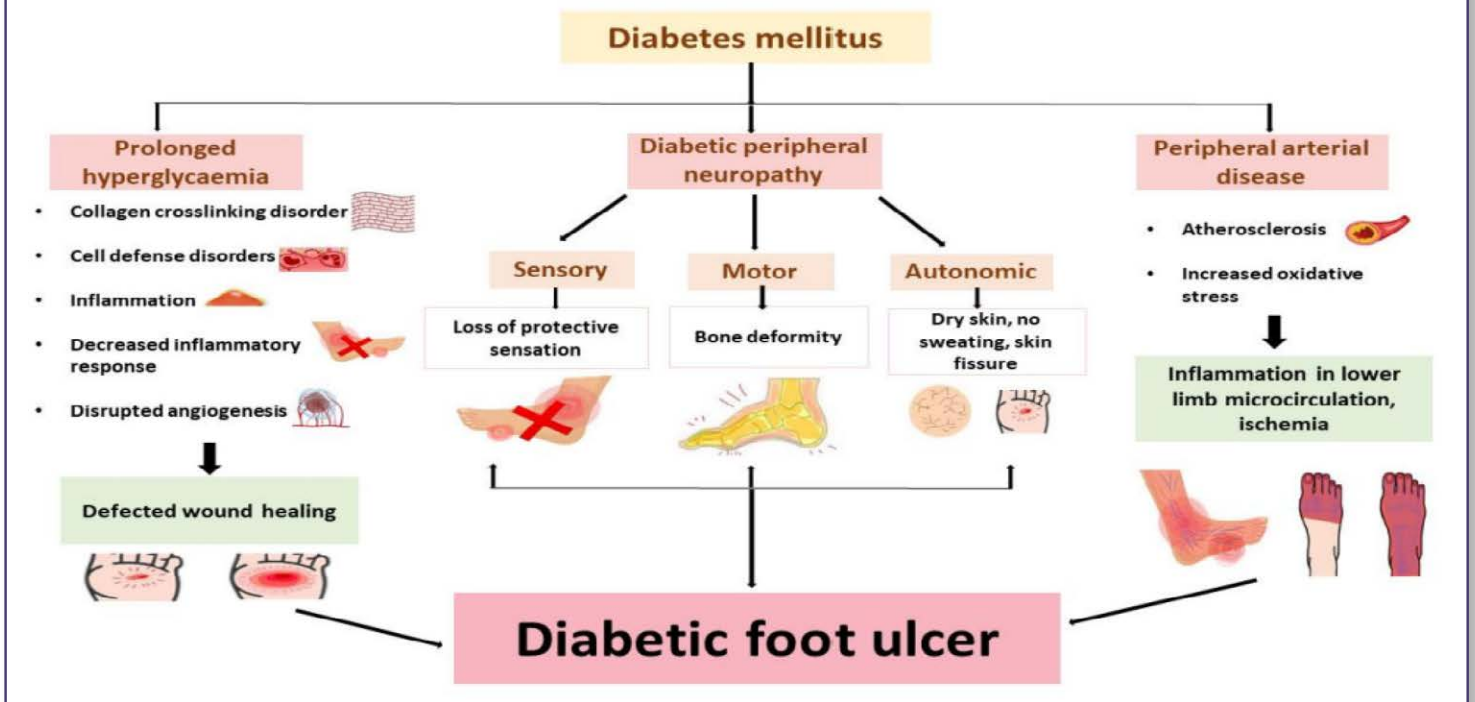 Diabetes mellitus
Prolonged
hyperglycaemia
• Collagen crosslinking disorder
• Cell defense disorders
• Inflammation
• Decreased inflammatory
response
• Disrupted angiogenesis
Defected wound healing
Diabetic peripheral
neuropathy
Sensory
Loss of protective
sensation
Motor
Bone deformity
Autonomic
Dry skin, no
sweating, skin
fissure
Peripheral arterial
disease
• Atherosclerosis
• Increased oxidative
stress
Inflammation in lower
limb microcirculation,
ischemia
Diabetic foot ulcer